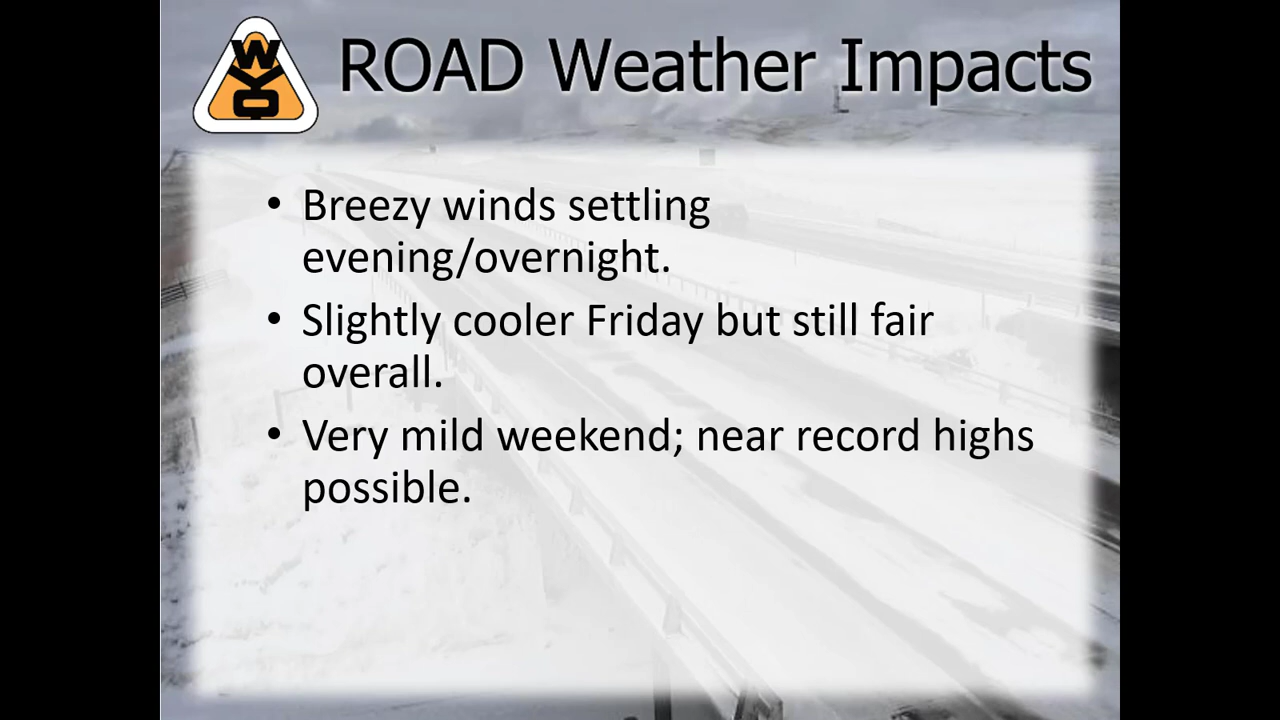 WYO
ROAD Weather Impacts
• Breezy winds settling
evening/overnight.
• Slightly cooler Friday but still fair
overall.
• Very mild weekend; near record highs
possible.